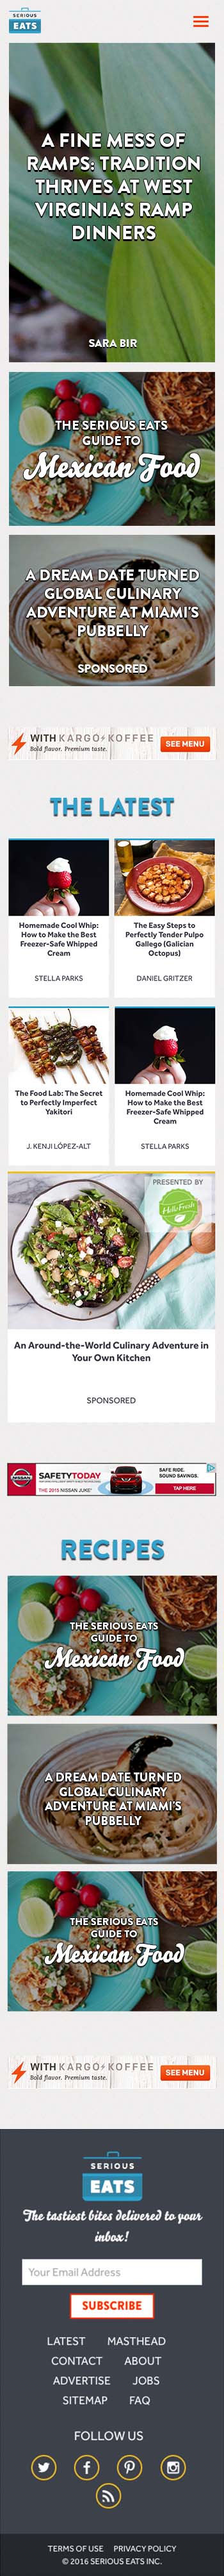 SERIOUS
EATS
A FINE MESS OF
RAMPS: TRADITION
THRIVES AT WEST
VIRGINIA'S RAMP
DINNERS
SARA BIR
THE SERIOUS EATS
GUIDE TO
Mexican Food
A DREAM DATE TURNED
GLOBAL CULINARY
ADVENTURE AT MIAMI'S
PUBBELLY
SPONSORED
WITH KARGO KOFFEE
Bold flavor. Premium taste.
SEE MENU
THE LATEST
Homemade Cool Whip:
How to Make the Best
Freezer-Safe Whipped
Cream
STELLA PARKS
The Easy Steps to
Perfectly Tender Pulpo
Gallego (Galician
Octopus)
DANIEL GRITZER
The Food Lab: The Secret
to Perfectly Imperfect
Yakitori
J. KENJI LÓPEZ-ALT
Homemade Cool Whip:
How to Make the Best
Freezer-Safe Whipped
Cream
STELLA PARKS
PRESENTED BY
HelloFresh
An Around-the-World Culinary Adventure in
Your Own Kitchen
SPONSORED
NISSAN
SAFETYTODAY
THE 2015 NISSAN JUKE
SAFE RIDE.
SOUND SAVINGS.
TAP HERE
RECIPES
THE SERIOUS EATS
GUIDE TO
Mexican Food
A DREAM DATE TURNED
GLOBAL CULINARY
ADVENTURE AT MIAMI'S
PUBBELLY
THE SERIOUS EATS
GUIDE TO
Mexican Food
WITH KARGO KOFFEE
Bold flavor. Premium taste.
SEE MENU
SERIOUS
EATS
The tastiest bites delivered to your
inbox!
Your Email Address
SUBSCRIBE
LATEST MASTHEAD
CONTACT ABOUT
ADVERTISE JOBS
SITEMAP FAQ
FOLLOW US
TERMS OF USE PRIVACY POLICY
© 2016 SERIOUS EATS INC.